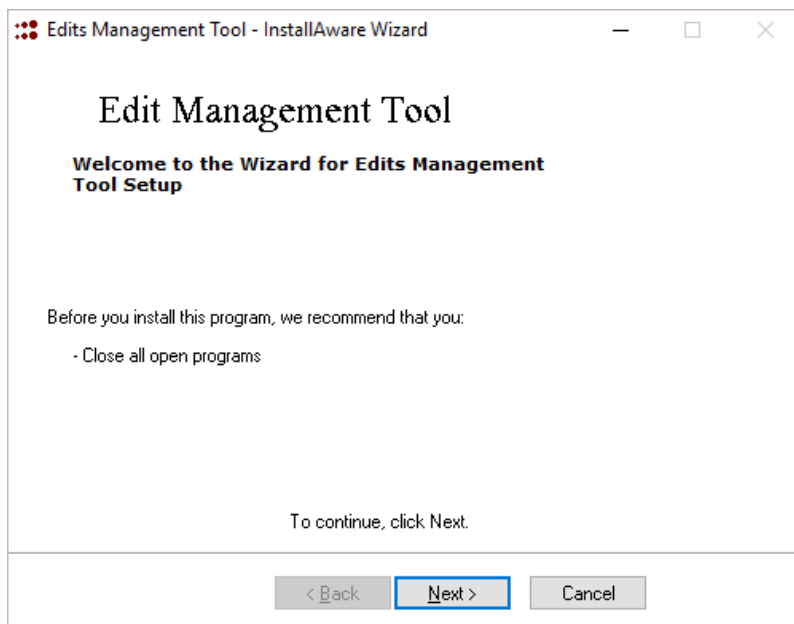 Edits Management Tool - InstallAware Wizard
Edit Management Tool
Welcome to the Wizard for Edits Management
Tool Setup
Before you install this program, we recommend that you:
- Close all open programs
To continue, click Next.
< Back
Next >
Cancel